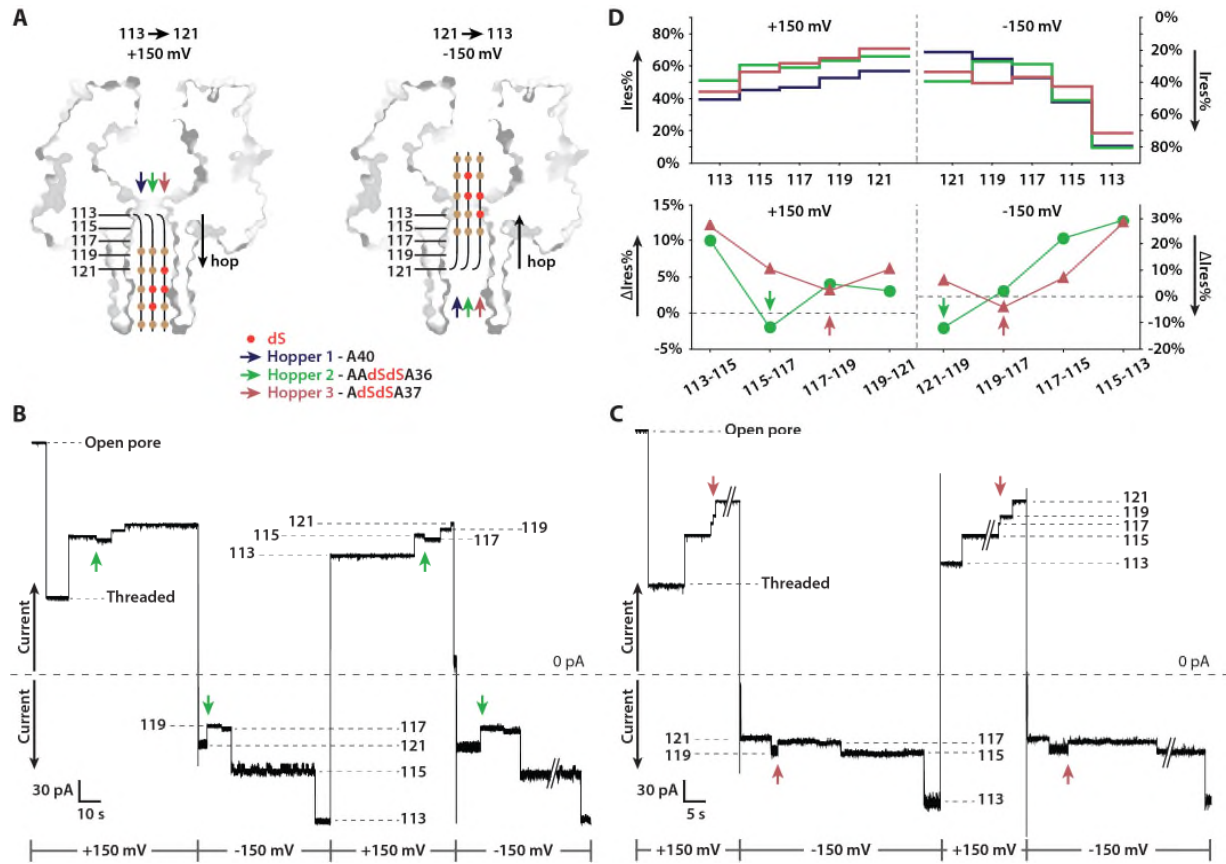 A
113 → 121
+150 mV
121 → 113
-150 mV
113
115
117
119
121
hop
113
115
117
119
121
hop
dS
Hopper 1 - A40
Hopper 2 - AAdSdSA36
Hopper 3 - AdSdSA37
D
+150 mV
-150 mV
Ires%
80%
60%
40%
20%
0%
0%
20%
40%
60%
80%
Ires%
113 115 117 119 121 121 119 117 115 113
+150 mV
-150 mV
ΔIres%
15%
10%
5%
0%
-5%
30%
20%
10%
0%
-10%
-20%
ΔIres%
113-115 115-117 117-119 119-121 121-119 119-117 117-115 115-113
B
Open pore
Threaded
121
115
113
119
117
Current
0 pA
Current
119
117
121
115
113
30 pA
10 s
+150 mV -150 mV +150 mV -150 mV
C
Open pore
Threaded
121
119
117
115
113
Current
0 pA
Current
121
119
117
115
113
30 pA
5 s
+150 mV -150 mV +150 mV -150 mV